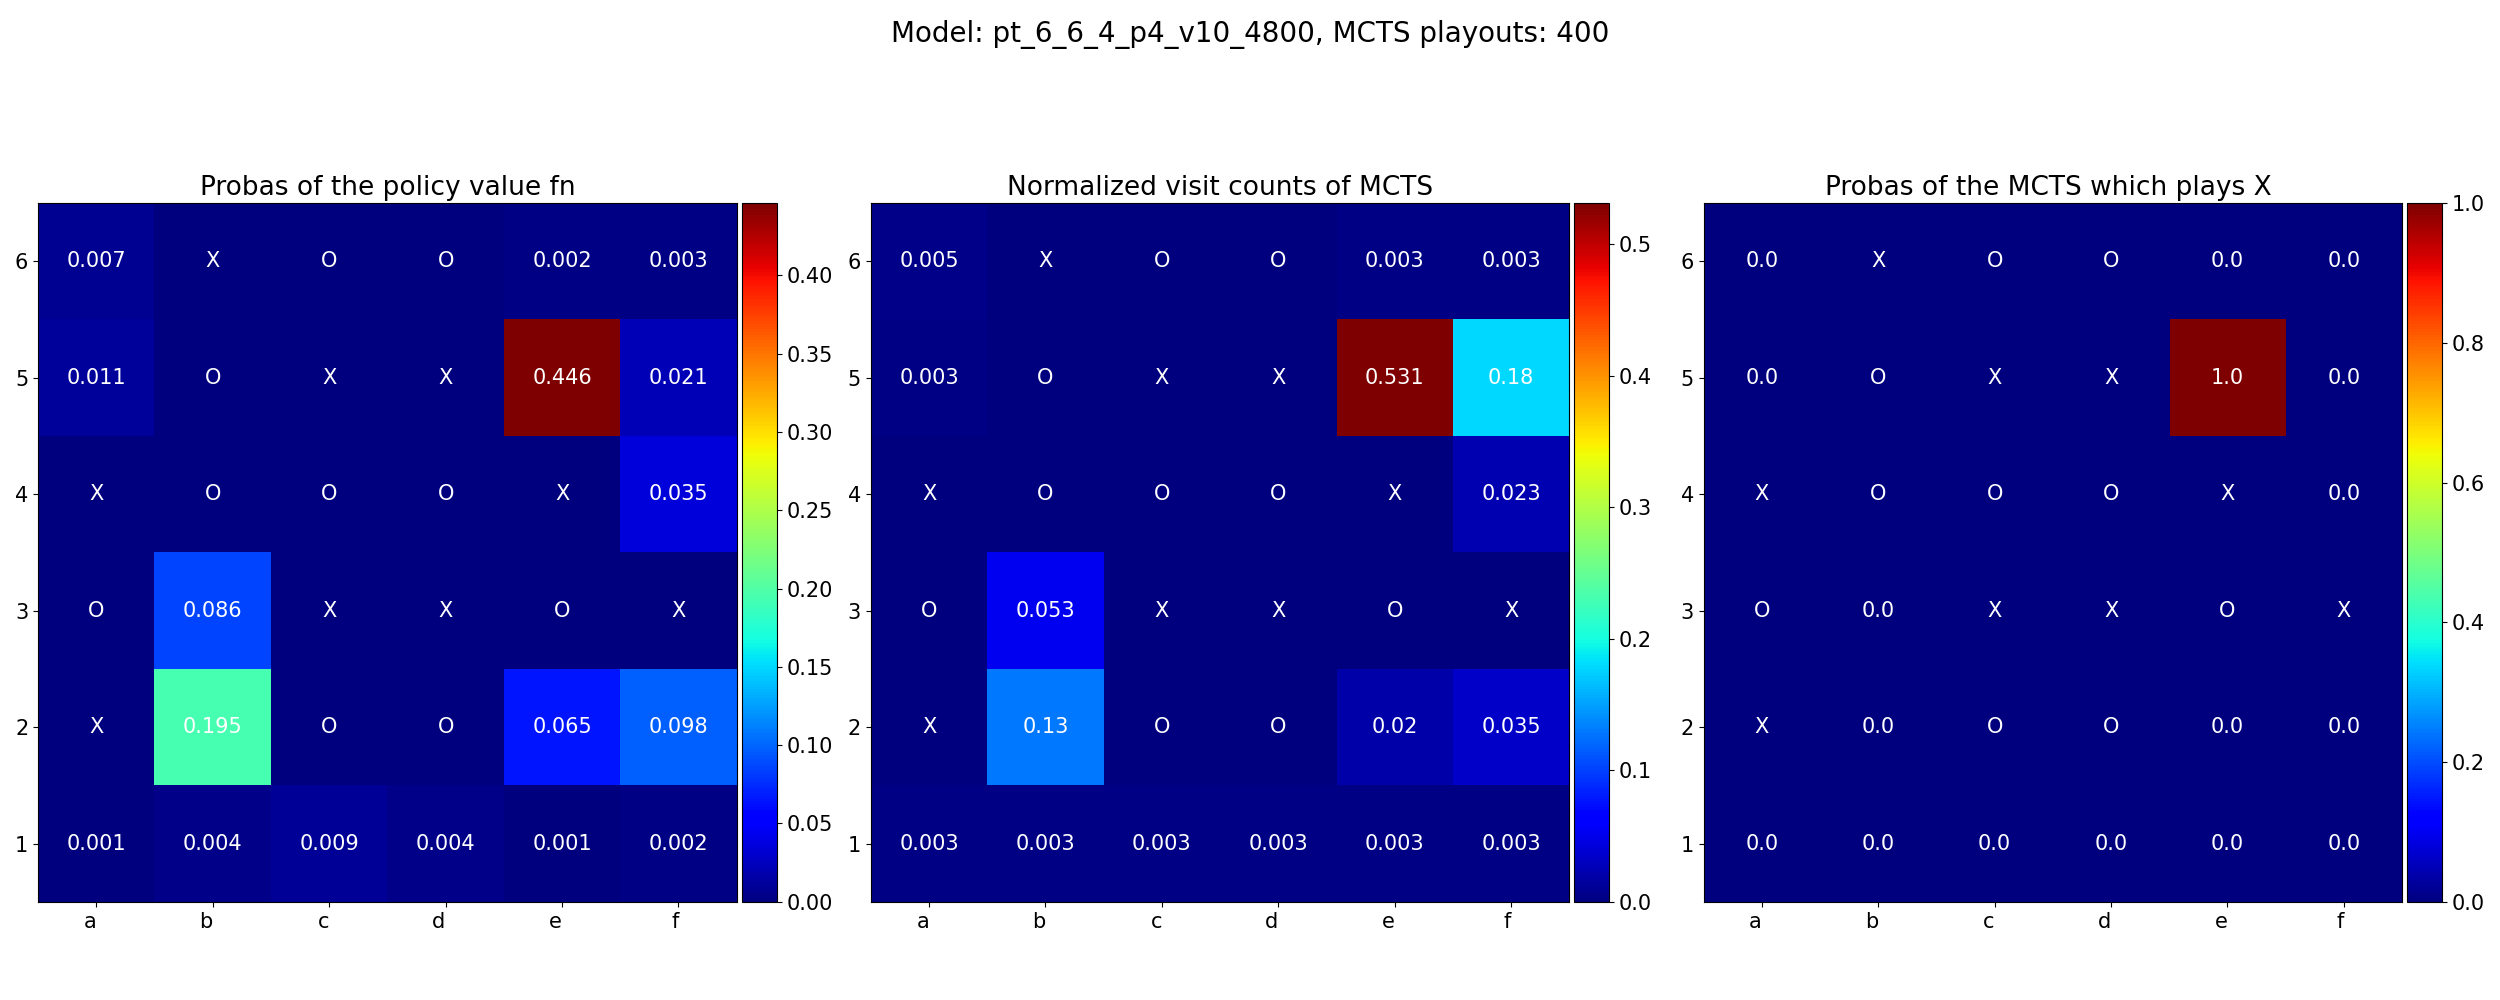 Model: pt_6_6_4_p4_v10_4800, MCTS playouts: 400
Probas of the policy value fn
6 0.007 X O O 0.002 0.003
5 0.011 O X X 0.446 0.021
4 X O O O X 0.035
3 O 0.086 X X O X
2 X 0.195 O O 0.065 0.098
1 0.001 0.004 0.009 0.004 0.001 0.002
a b c d e f
0.40
0.35
0.30
0.25
0.20
0.15
0.10
0.05
0.00
Normalized visit counts of MCTS
6 0.005 X O O 0.003 0.003
5 0.003 O X X 0.531 0.18
4 X O O O X 0.023
3 O 0.053 X X O X
2 X 0.13 O O 0.02 0.035
1 0.003 0.003 0.003 0.003 0.003 0.003
a b c d e f
0.5
0.4
0.3
0.2
0.1
0.0
Probas of the MCTS which plays X
6 0.0 X O O 0.0 0.0
5 0.0 O X X 1.0 0.0
4 X O O O X 0.0
3 O 0.0 X X O X
2 X 0.0 O O 0.0 0.0
1 0.0 0.0 0.0 0.0 0.0 0.0
a b c d e f
1.0
0.8
0.6
0.4
0.2
0.0